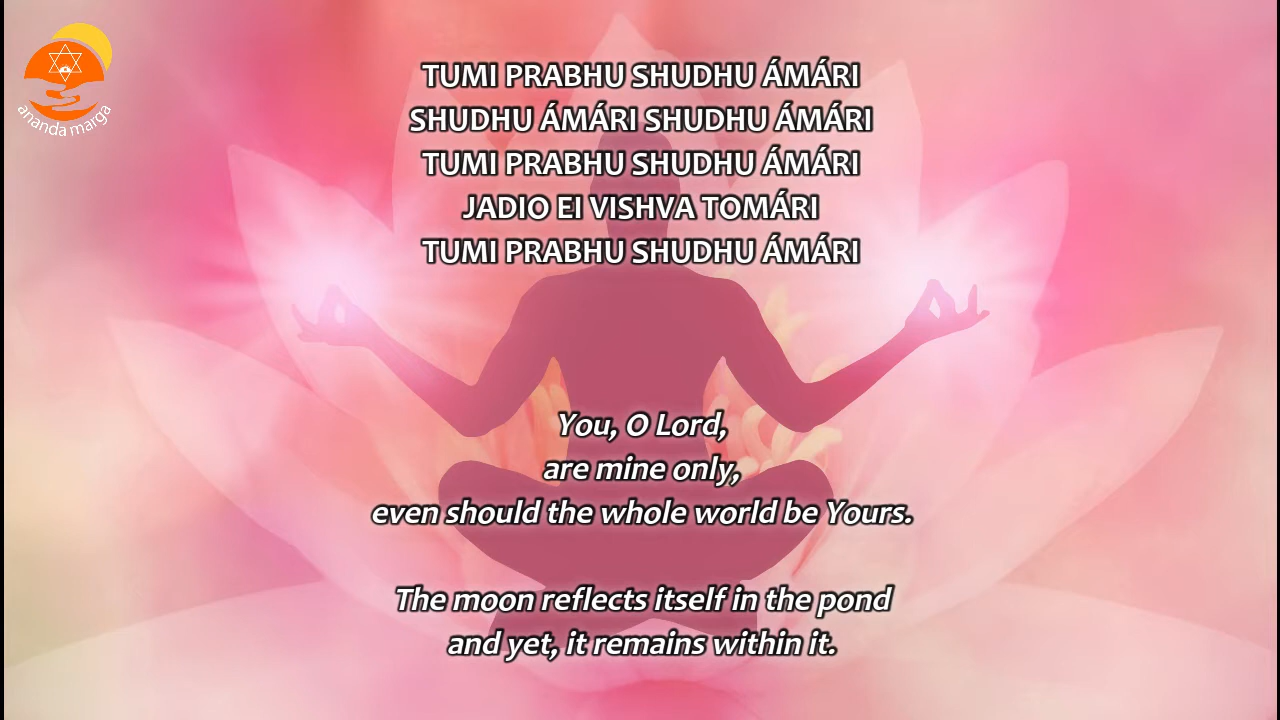 ananda marga
TUMI PRABHU SHUDHU ÁMÁRI
SHUDHU ÁMÁRI SHUDHU ÁMÁRI
TUMI PRABHU SHUDHU ÁMÁRI
JADIO EI VISHVA TOMÁRI
TUMI PRABHU SHUDHU ÁMÁRI
You, O Lord,
are mine only,
even should the whole world be Yours.
The moon reflects itself in the pond
and yet, it remains within it.